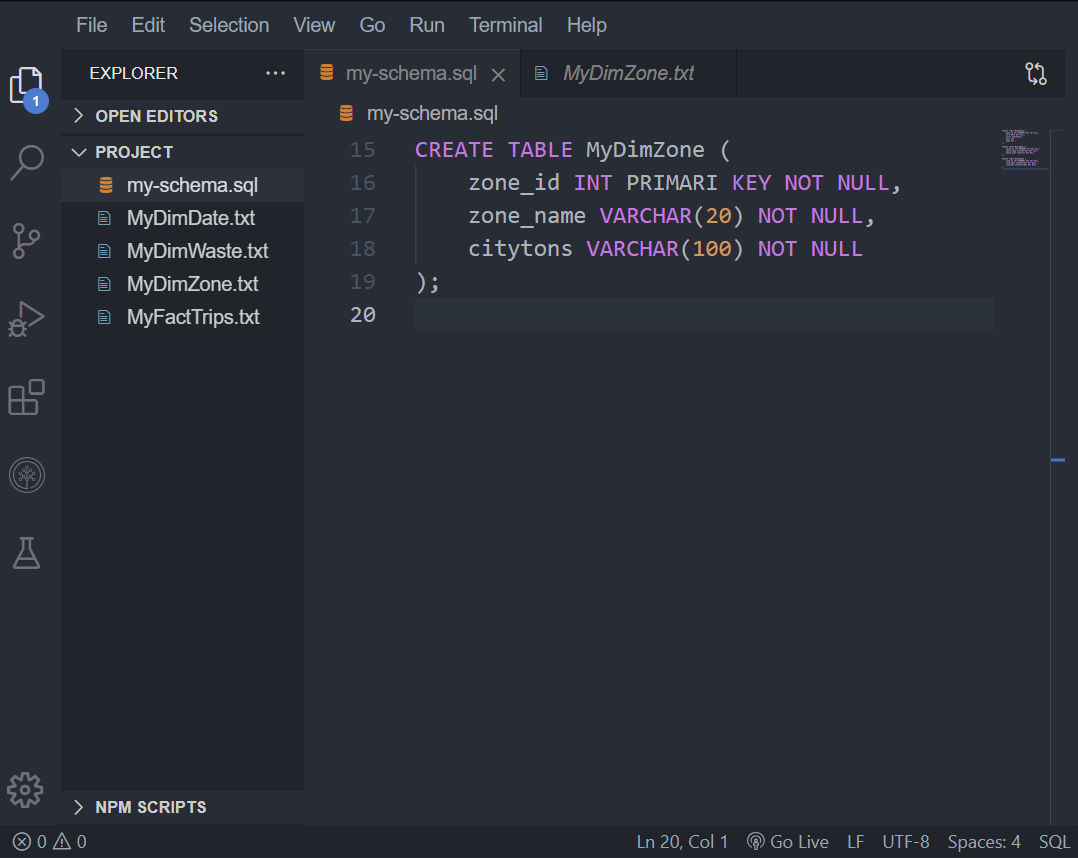 File Edit Selection View Go Run Terminal Help
EXPLORER ···
my-schema.sql
MyDimZone.txt
1
OPEN EDITORS
PROJECT
my-schema.sql
MyDimDate.txt
MyDimWaste.txt
MyDimZone.txt
MyFactTrips.txt
NPM SCRIPTS
my-schema.sql
15 CREATE TABLE MyDimZone (
16     zone_id INT PRIMARI KEY NOT NULL,
17     zone_name VARCHAR(20) NOT NULL,
18     citytons VARCHAR(100) NOT NULL
19 );
20
0 0 Ln 20, Col 1 Go Live LF UTF-8 Spaces: 4 SQL